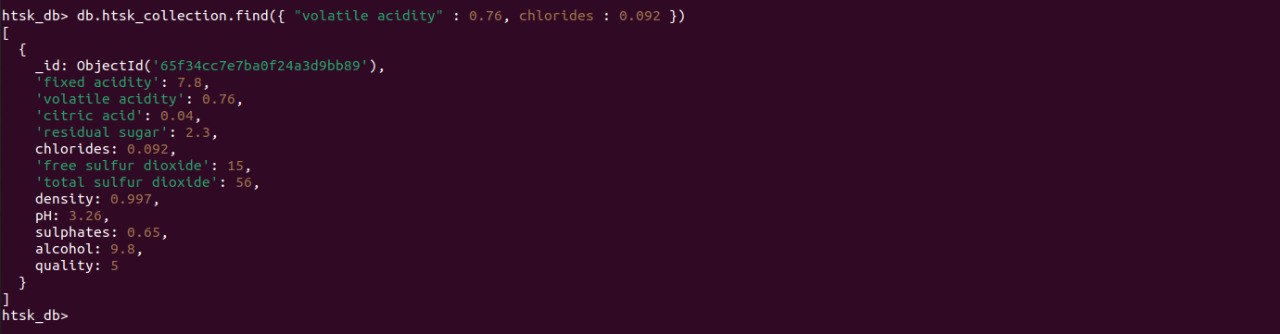 htsk_db> db.htsk_collection.find({ "volatile acidity" : 0.76, chlorides : 0.092 })
[
  {
    _id: ObjectId('65f34cc7e7ba0f24a3d9bb89'),
    'fixed acidity': 7.8,
    'volatile acidity': 0.76,
    'citric acid': 0.04,
    'residual sugar': 2.3,
    chlorides: 0.092,
    'free sulfur dioxide': 15,
    'total sulfur dioxide': 56,
    density: 0.997,
    pH: 3.26,
    sulphates: 0.65,
    alcohol: 9.8,
    quality: 5
  }
]
htsk_db>